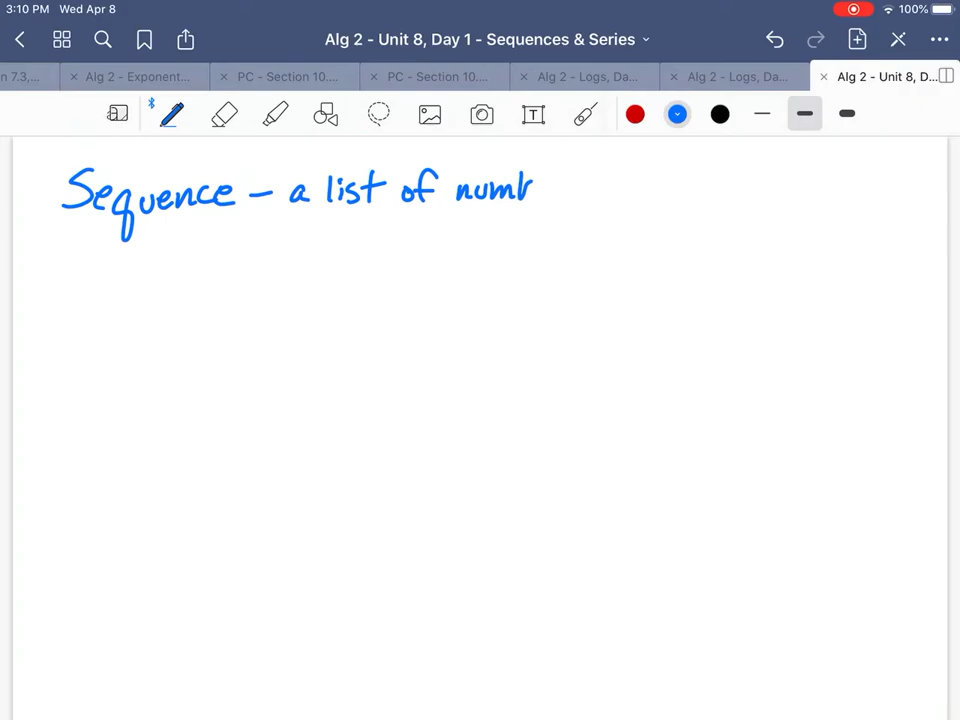 3:10 PM Wed Apr 8 100%
Alg 2 - Unit 8, Day 1 - Sequences & Series
n 7.3,... Alg 2 - Exponent... PC - Section 10.... PC - Section 10.... Alg 2 - Logs, Da... Alg 2 - Logs, Da... Alg 2 - Unit 8, D...
T
Sequence - a list of numb